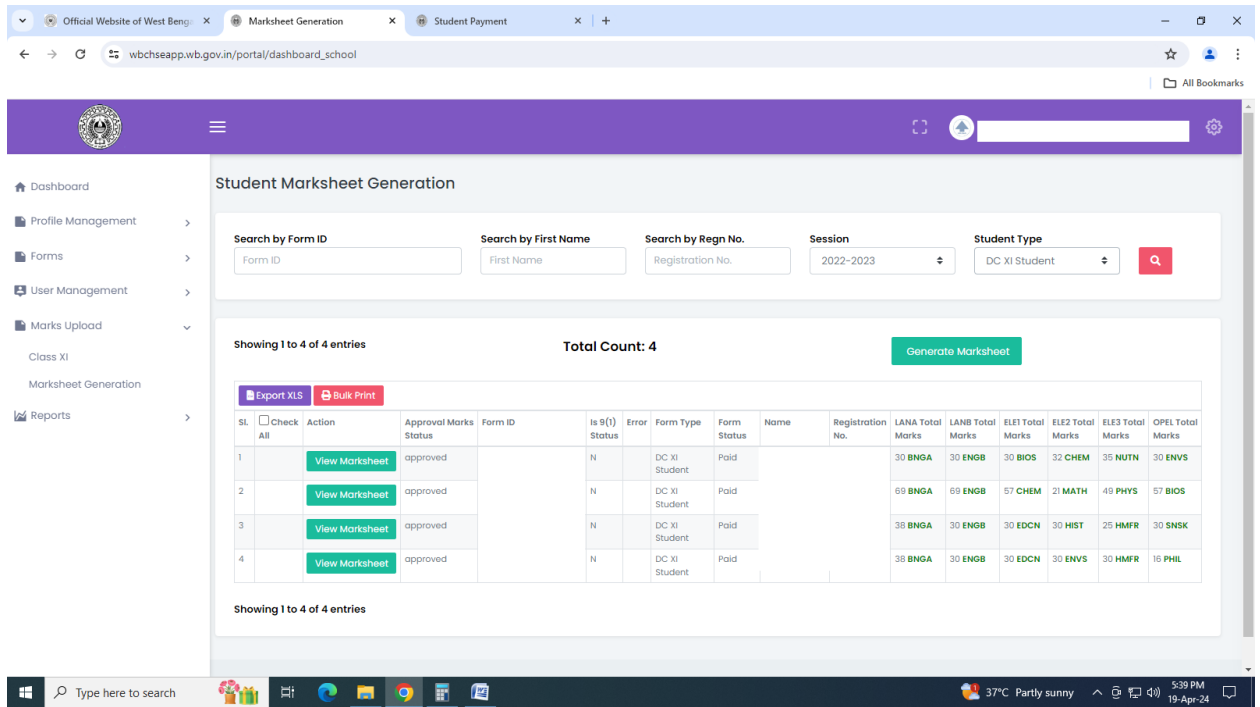 Official Website of West Benga
Marksheet Generation
Student Payment
wbchseapp.wb.gov.in/portal/dashboard_school
All Bookmarks
Dashboard
Profile Management
Forms
User Management
Marks Upload
Class XI
Marksheet Generation
Reports
Student Marksheet Generation
Search by Form ID Search by First Name Search by Regn No. Session Student Type
Form ID First Name Registration No. 2022-2023 DC XI Student
Showing 1 to 4 of 4 entries Total Count: 4 Generate Marksheet
Export XLS Bulk Print
Sl. Check All Action Approval Marks Status Form ID Is 9(1) Status Error Form Type Form Status Name Registration No. LANA Total Marks LANB Total Marks ELE1 Total Marks ELE2 Total Marks ELE3 Total Marks OPEL Total Marks
1 View Marksheet approved N DC XI Student Paid 30 BNGA 30 ENGB 30 BIOS 32 CHEM 35 NUTN 30 ENVS
2 View Marksheet approved N DC XI Student Paid 69 BNGA 69 ENGB 57 CHEM 21 MATH 49 PHYS 57 BIOS
3 View Marksheet approved N DC XI Student Paid 38 BNGA 30 ENGB 30 EDCN 30 HIST 25 HMFR 30 SNSK
4 View Marksheet approved N DC XI Student Paid 38 BNGA 30 ENGB 30 EDCN 30 ENVS 30 HMFR 16 PHIL
Showing 1 to 4 of 4 entries
Type here to search
37°C Partly sunny
5:39 PM
19-Apr-24